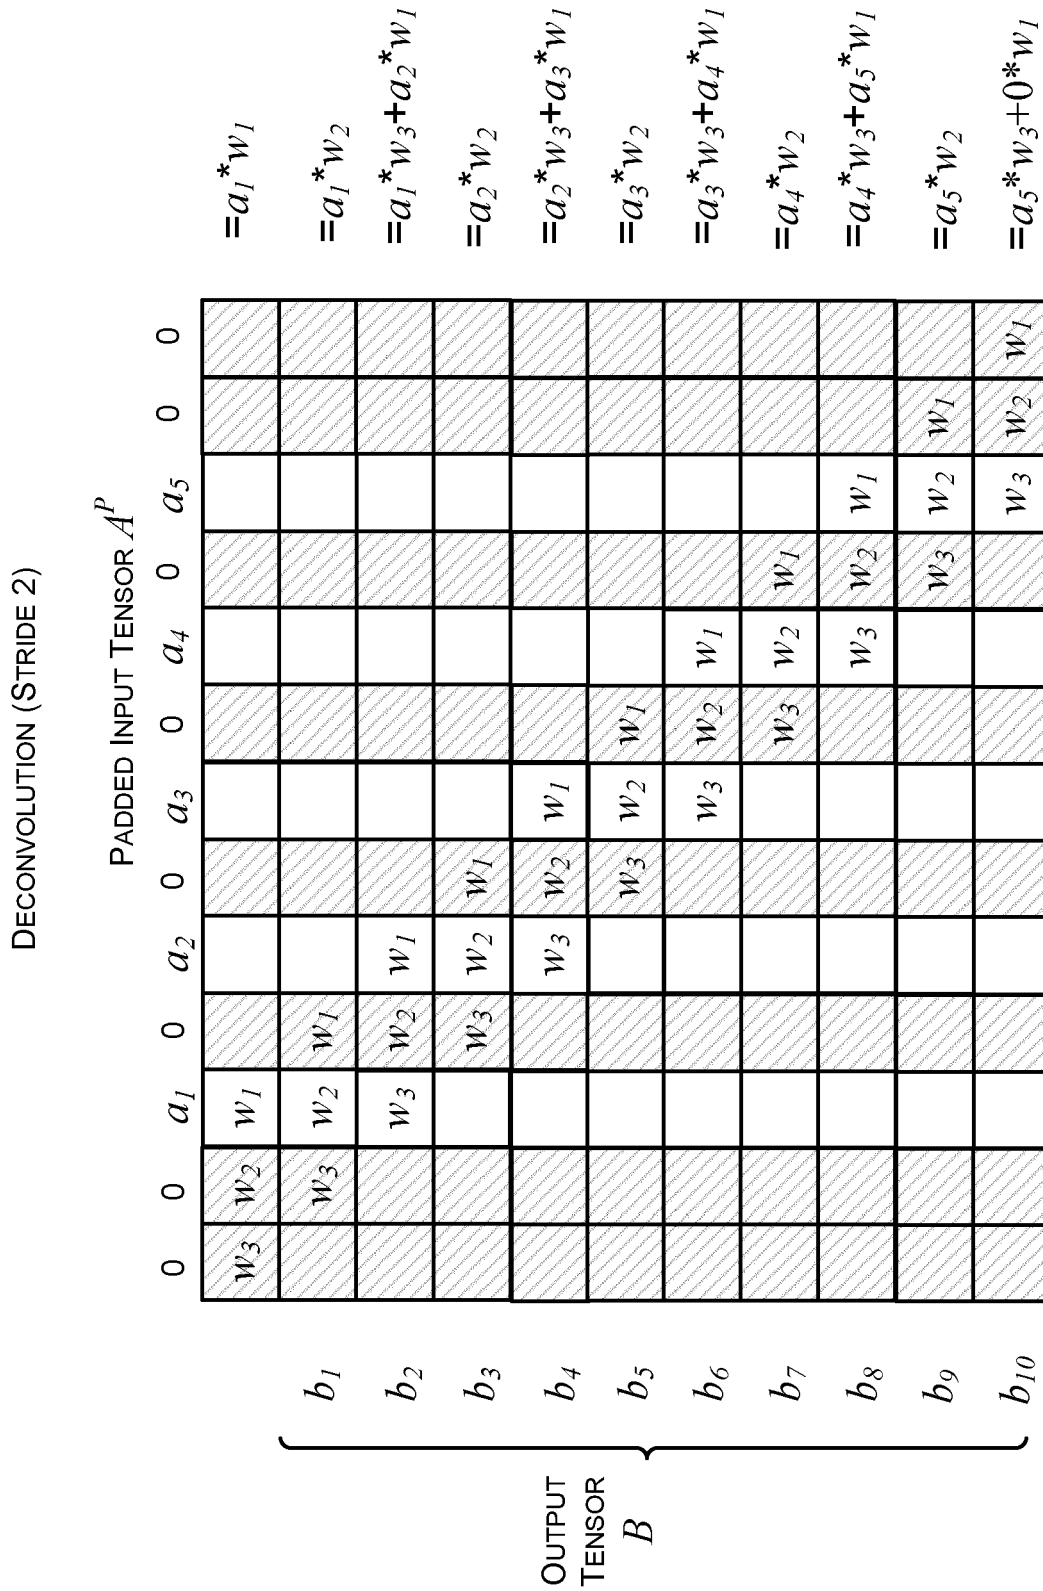 DECONVOLUTION (STRIDE 2)
PADDED INPUT TENSOR A^P
0 0 a₁ 0 a₂ 0 a₃ 0 a₄ 0 a₅ 0 0
w₃ w₂ w₁ =a₁*w₁
OUTPUT
TENSOR
B
b₁ w₃ w₂ w₁ =a₁*w₂
b₂ w₃ w₂ w₁ =a₁*w₃+a₂*w₁
b₃ w₃ w₂ w₁ =a₂*w₂
b₄ w₃ w₂ w₁ =a₂*w₃+a₃*w₁
b₅ w₃ w₂ w₁ =a₃*w₂
b₆ w₃ w₂ w₁ =a₃*w₃+a₄*w₁
b₇ w₃ w₂ w₁ =a₄*w₂
b₈ w₃ w₂ w₁ =a₄*w₃+a₅*w₁
b₉ w₃ w₂ w₁ =a₅*w₂
b₁₀ w₃ w₂ w₁ =a₅*w₃+0*w₁